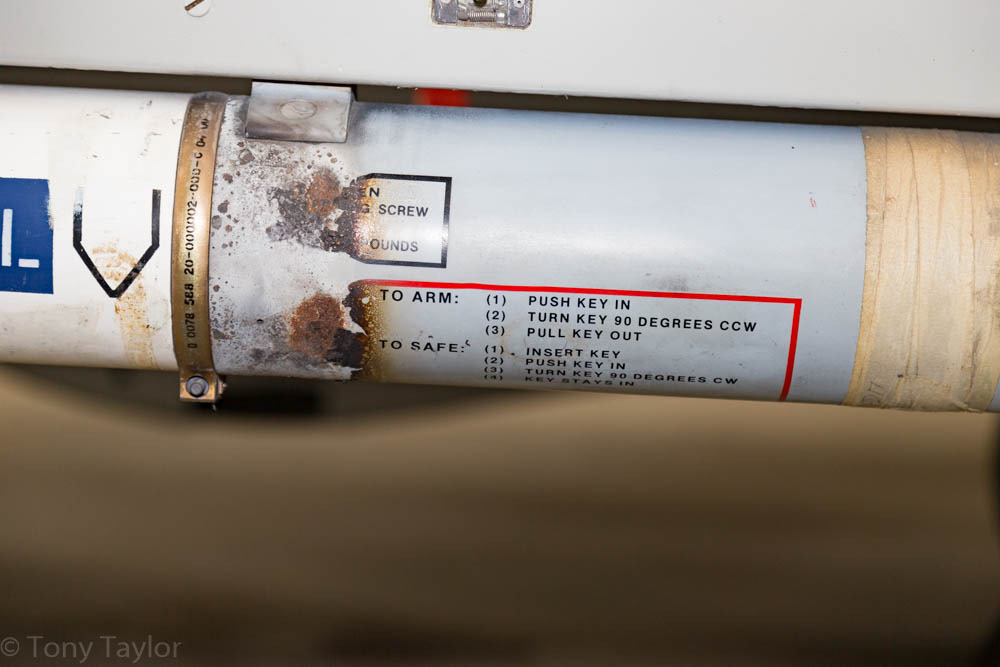 N
SCREW
OUNDS
TO ARM: (1) PUSH KEY IN
(2) TURN KEY 90 DEGREES CCW
(3) PULL KEY OUT
TO SAFE: (1) INSERT KEY
(2) PUSH KEY IN
(3) TURN KEY 90 DEGREES CW
(4) KEY STAYS IN
© Tony Taylor